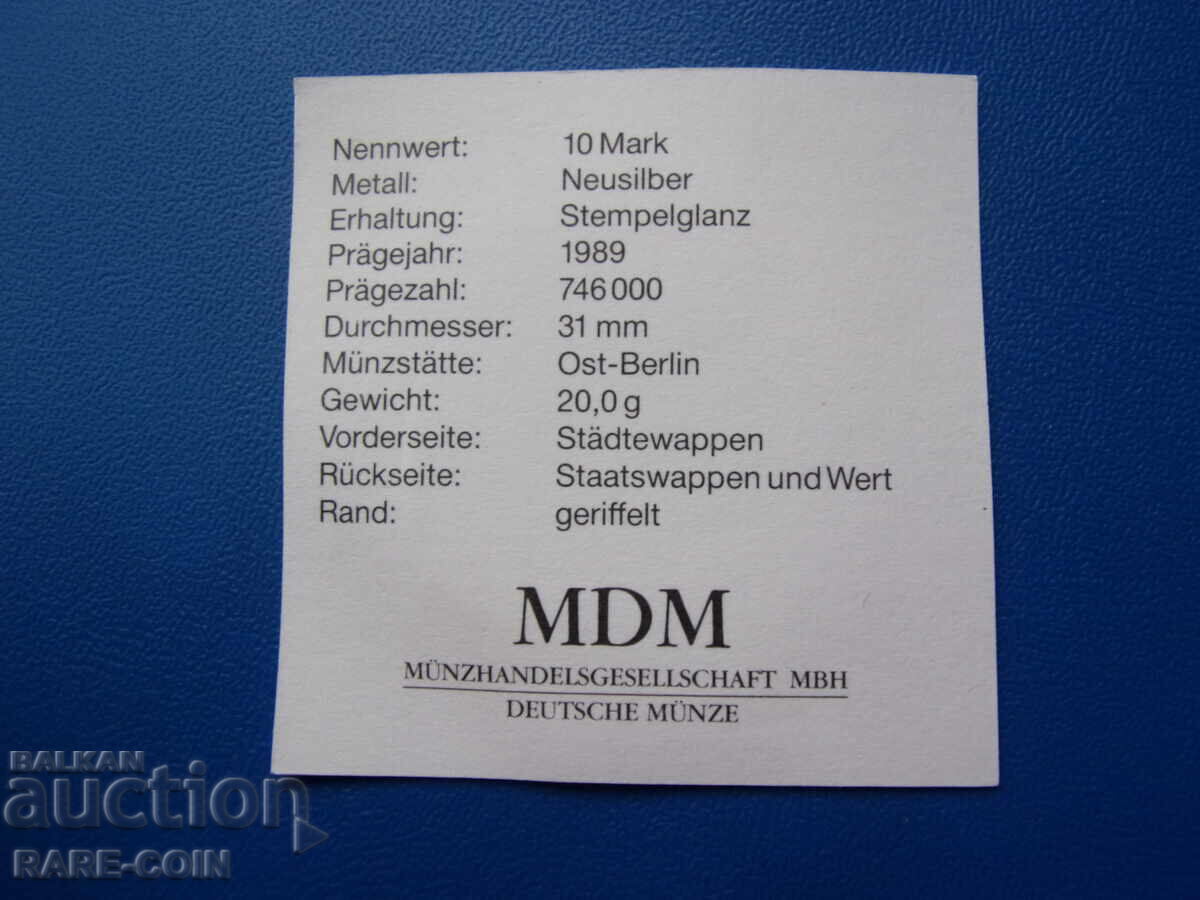 Nennwert: 10 Mark
Metall: Neusilber
Erhaltung: Stempelglanz
Prägejahr: 1989
Prägezahl: 746 000
Durchmesser: 31 mm
Münzstätte: Ost-Berlin
Gewicht: 20,0 g
Vorderseite: Städtewappen
Rückseite: Staatswappen und Wert
Rand: geriffelt
MDM
MÜNZHANDELSGESELLSCHAFT MBH
DEUTSCHE MÜNZE
BALKAN
auction
RARE-COIN